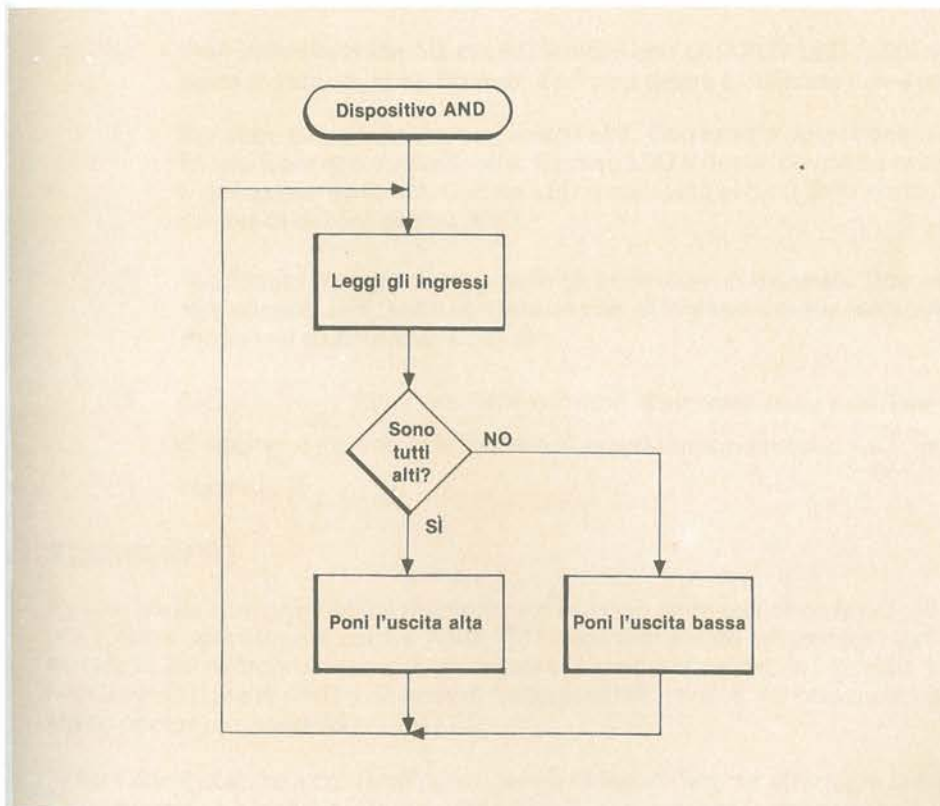 Dispositivo AND
Leggi gli ingressi
Sono
tutti
alti?
NO
SÌ
Poni l'uscita alta
Poni l'uscita bassa